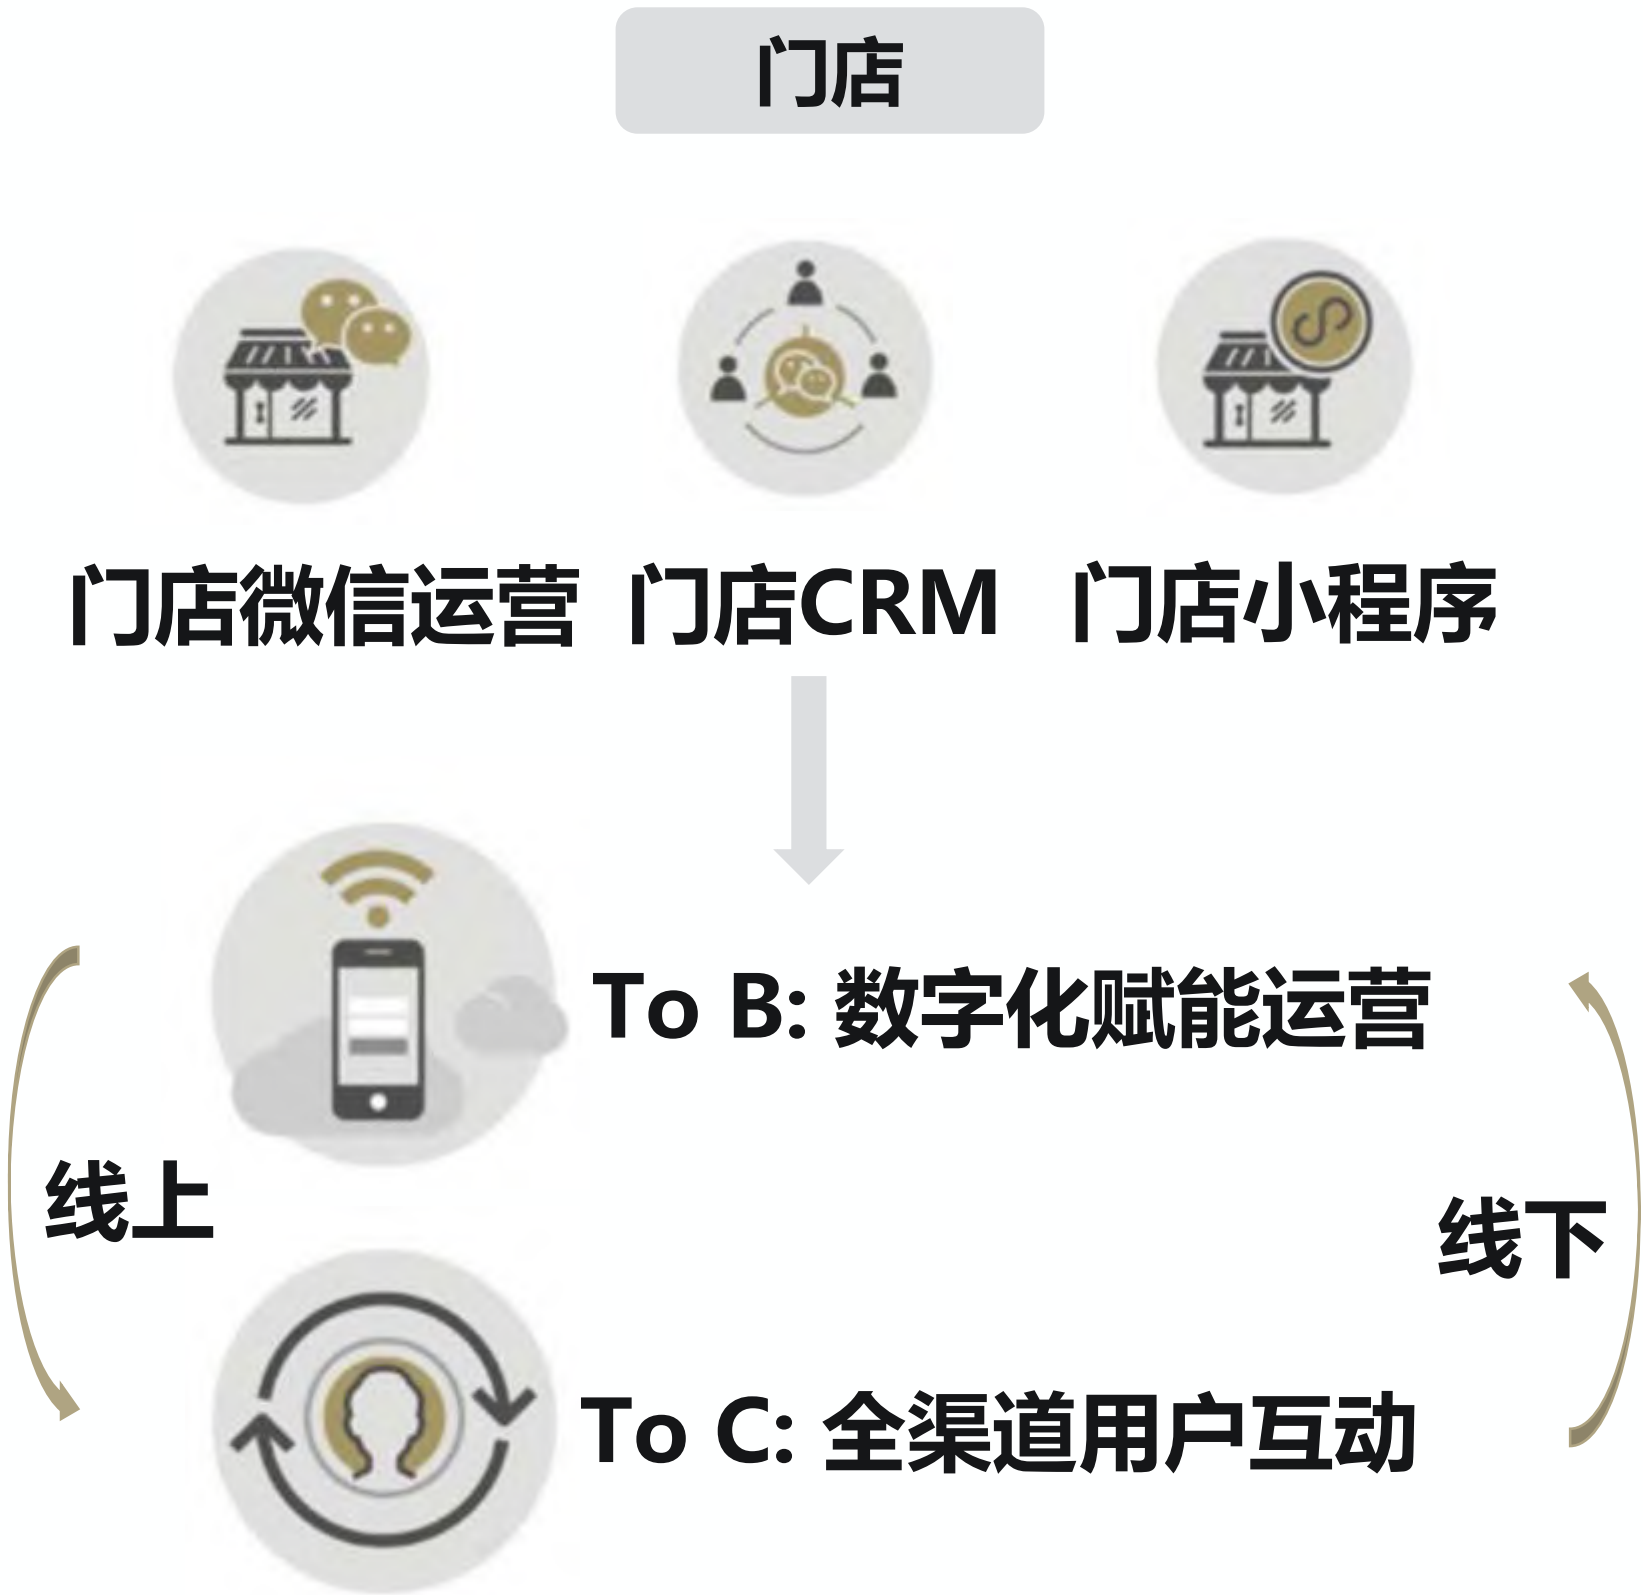 门店
门店微信运营 门店CRM 门店小程序
To B: 数字化赋能运营
线上
线下
To C: 全渠道用户互动